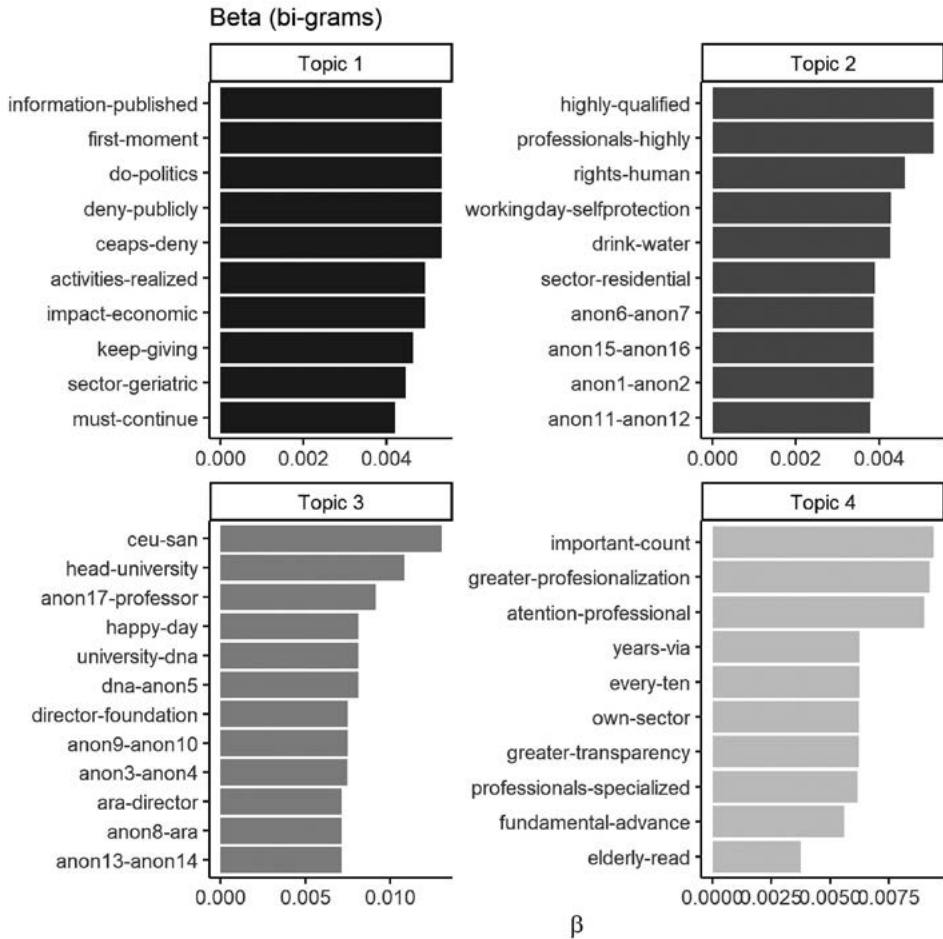 Beta (bi-grams)
Topic 1
information-published
first-moment
do-politics
deny-publicly
ceaps-deny
activities-realized
impact-economic
keep-giving
sector-geriatric
must-continue
0.000 0.002 0.004
Topic 2
highly-qualified
professionals-highly
rights-human
workingday-selfprotection
drink-water
sector-residential
anon6-anon7
anon15-anon16
anon1-anon2
anon11-anon12
0.000 0.002 0.004
Topic 3
ceu-san
head-university
anon17-professor
happy-day
university-dna
dna-anon5
director-foundation
anon9-anon10
anon3-anon4
ara-director
anon8-ara
anon13-anon14
0.000 0.005 0.010
Topic 4
important-count
greater-profesionalization
atention-professional
years-via
every-ten
own-sector
greater-transparency
professionals-specialized
fundamental-advance
elderly-read
0.0000 0.0025 0.0050 0.0075
β